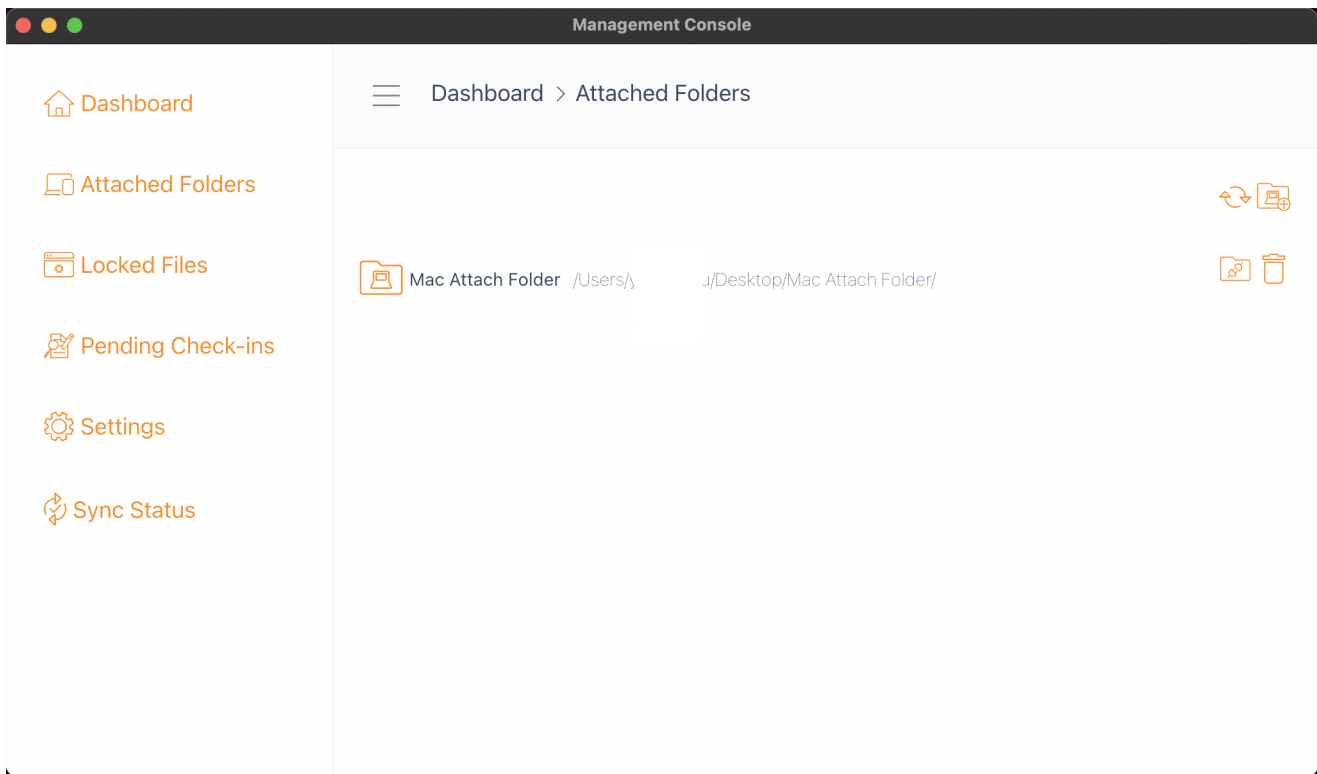 Management Console
Dashboard
Attached Folders
Locked Files
Pending Check-ins
Settings
Sync Status
Dashboard > Attached Folders
Mac Attach Folder /Users/ /Desktop/Mac Attach Folder/